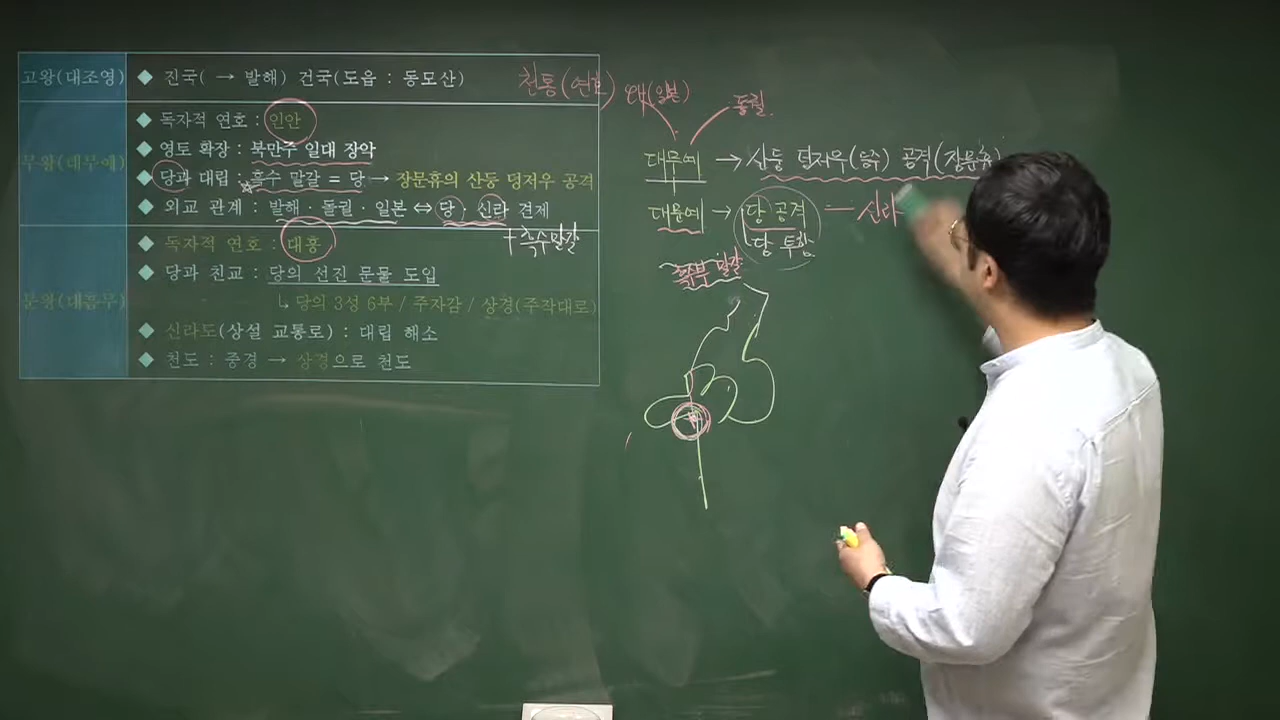 고왕(대조영)
◆ 진국( → 발해) 건국(도읍 : 동모산)
천통(연호)
무왕(대무예)
◆ 독자적 연호 : 인안
◆ 영토 확장 : 북만주 일대 장악
◆ 당과 대립 : 흑수 말갈 = 당 → 장문휴의 산둥 덩저우 공격
◆ 외교 관계 : 발해 · 돌궐 · 일본 ⇔ 당 · 신라 견제
+ 흑수말갈
문왕(대흠무)
◆ 독자적 연호 : 대흥
◆ 당과 친교 : 당의 선진 문물 도입
↳ 당의 3성 6부 / 주자감 / 상경(주작대로)
◆ 신라도(상설 교통로) : 대립 해소
◆ 천도 : 중경 → 상경으로 천도
(일본)
돌궐
대무예 → 산둥 덩저우(등주) 공격(장문휴)
대문예 → 당 공격 — 신라
당 투항
흑수 말갈